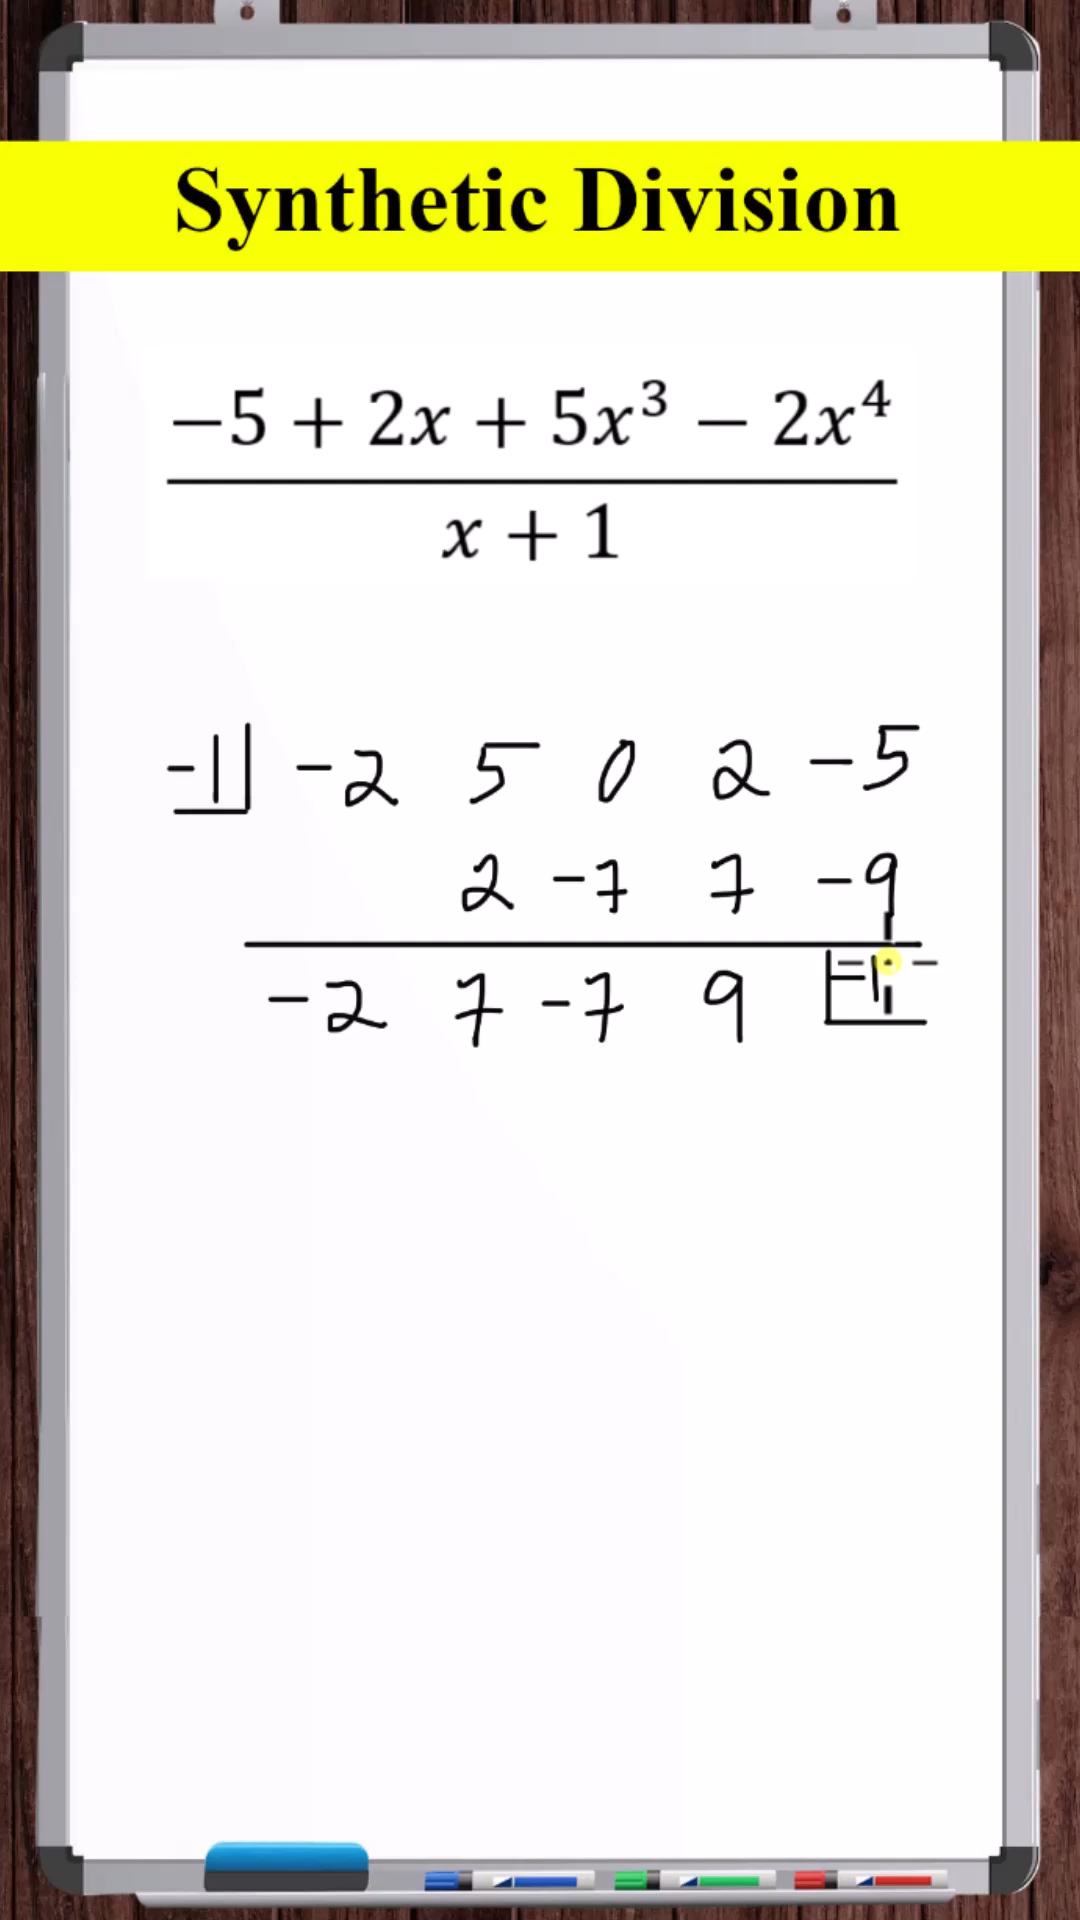 Synthetic Division
−5 + 2x + 5x³ − 2x⁴
x + 1
-1 -2 5 0 2 -5
2 -7 7 -9
-2 7 -7 9